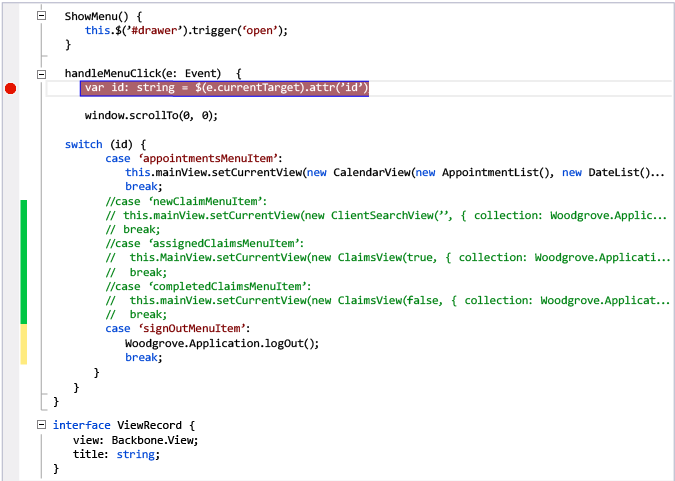 ShowMenu() {
this.$(’#drawer’).trigger(‘open’);
}
handleMenuClick(e: Event)  {
var id: string = $(e.currentTarget).attr(’id’)
window.scrollTo(0, 0);
switch (id) {
case ‘appointmentsMenuItem’:
this.mainView.setCurrentView(new CalendarView(new AppointmentList(), new DateList()...
break;
//case ‘newClaimMenuItem’:
// this.mainView.setCurrentView(new ClientSearchView(’’, { collection: Woodgrove.Applic...
// break;
//case ‘assignedClaimsMenuItem’:
//  this.MainView.setCurrentView(new ClaimsView(true, { collection: Woodgrove.Applicati...
//  break;
//case ‘completedClaimsMenuItem’:
//  this.mainView.setCurrentView(new ClaimsView(false, { collection: Woodgrove.Applicat...
//  break;
case ‘signOutMenuItem’:
Woodgrove.Application.logOut();
break;
}
}
}
interface ViewRecord {
view: Backbone.View;
title: string;
}